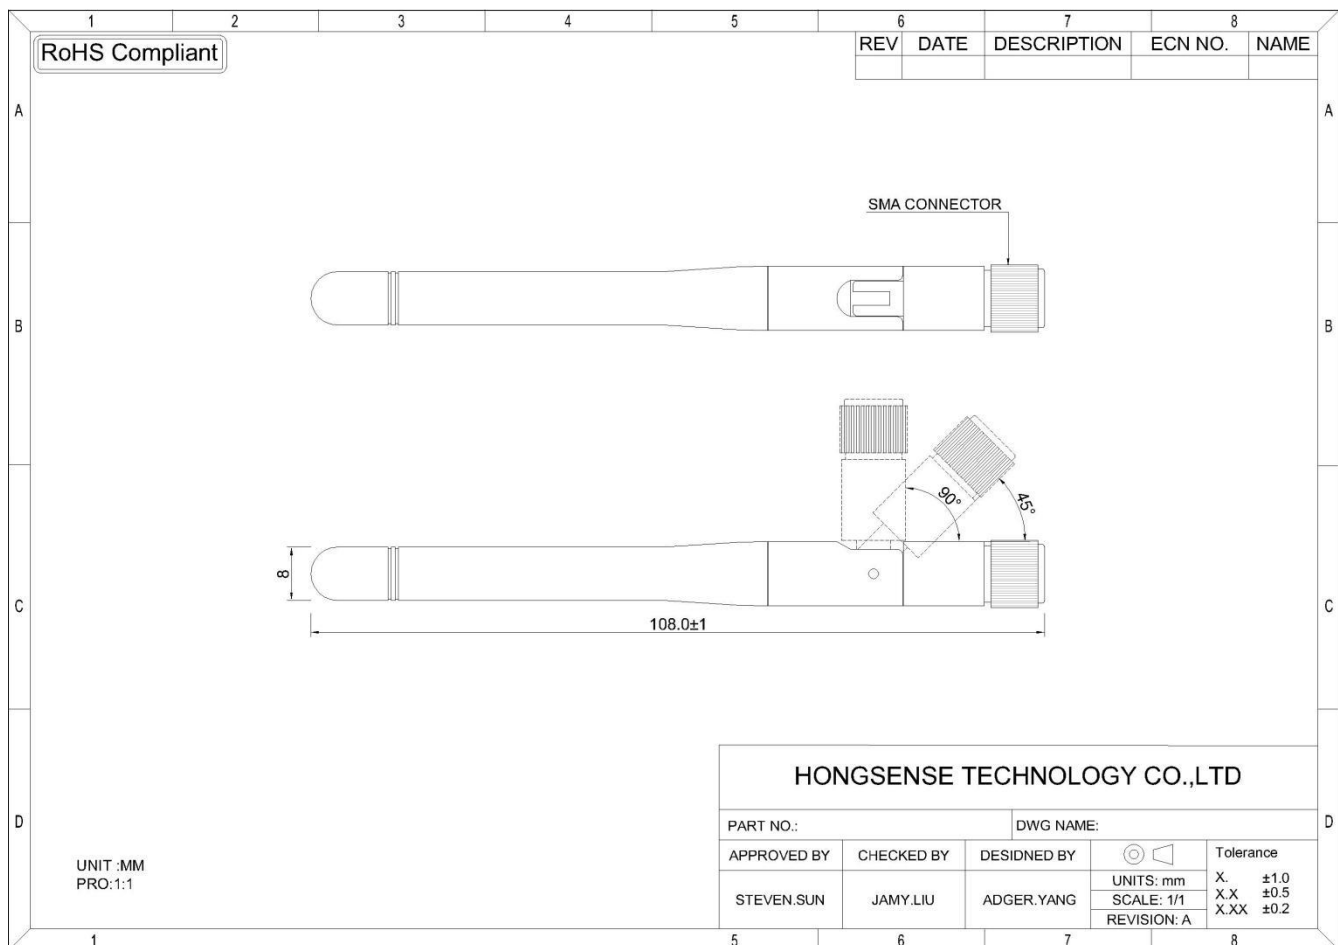 1 2 3 4 5 6 7 8
RoHS Compliant
REV DATE DESCRIPTION ECN NO. NAME
A A
SMA CONNECTOR
B B
90°
45°
8
C C
108.0±1
HONGSENSE TECHNOLOGY CO.,LTD
D D
PART NO.: DWG NAME:
APPROVED BY CHECKED BY DESIDNED BY
STEVEN.SUN JAMY.LIU ADGER.YANG
UNITS: mm
SCALE: 1/1
REVISION: A
Tolerance
X. ±1.0
X.X ±0.5
X.XX ±0.2
UNIT :MM
PRO:1:1
1 5 6 7 8